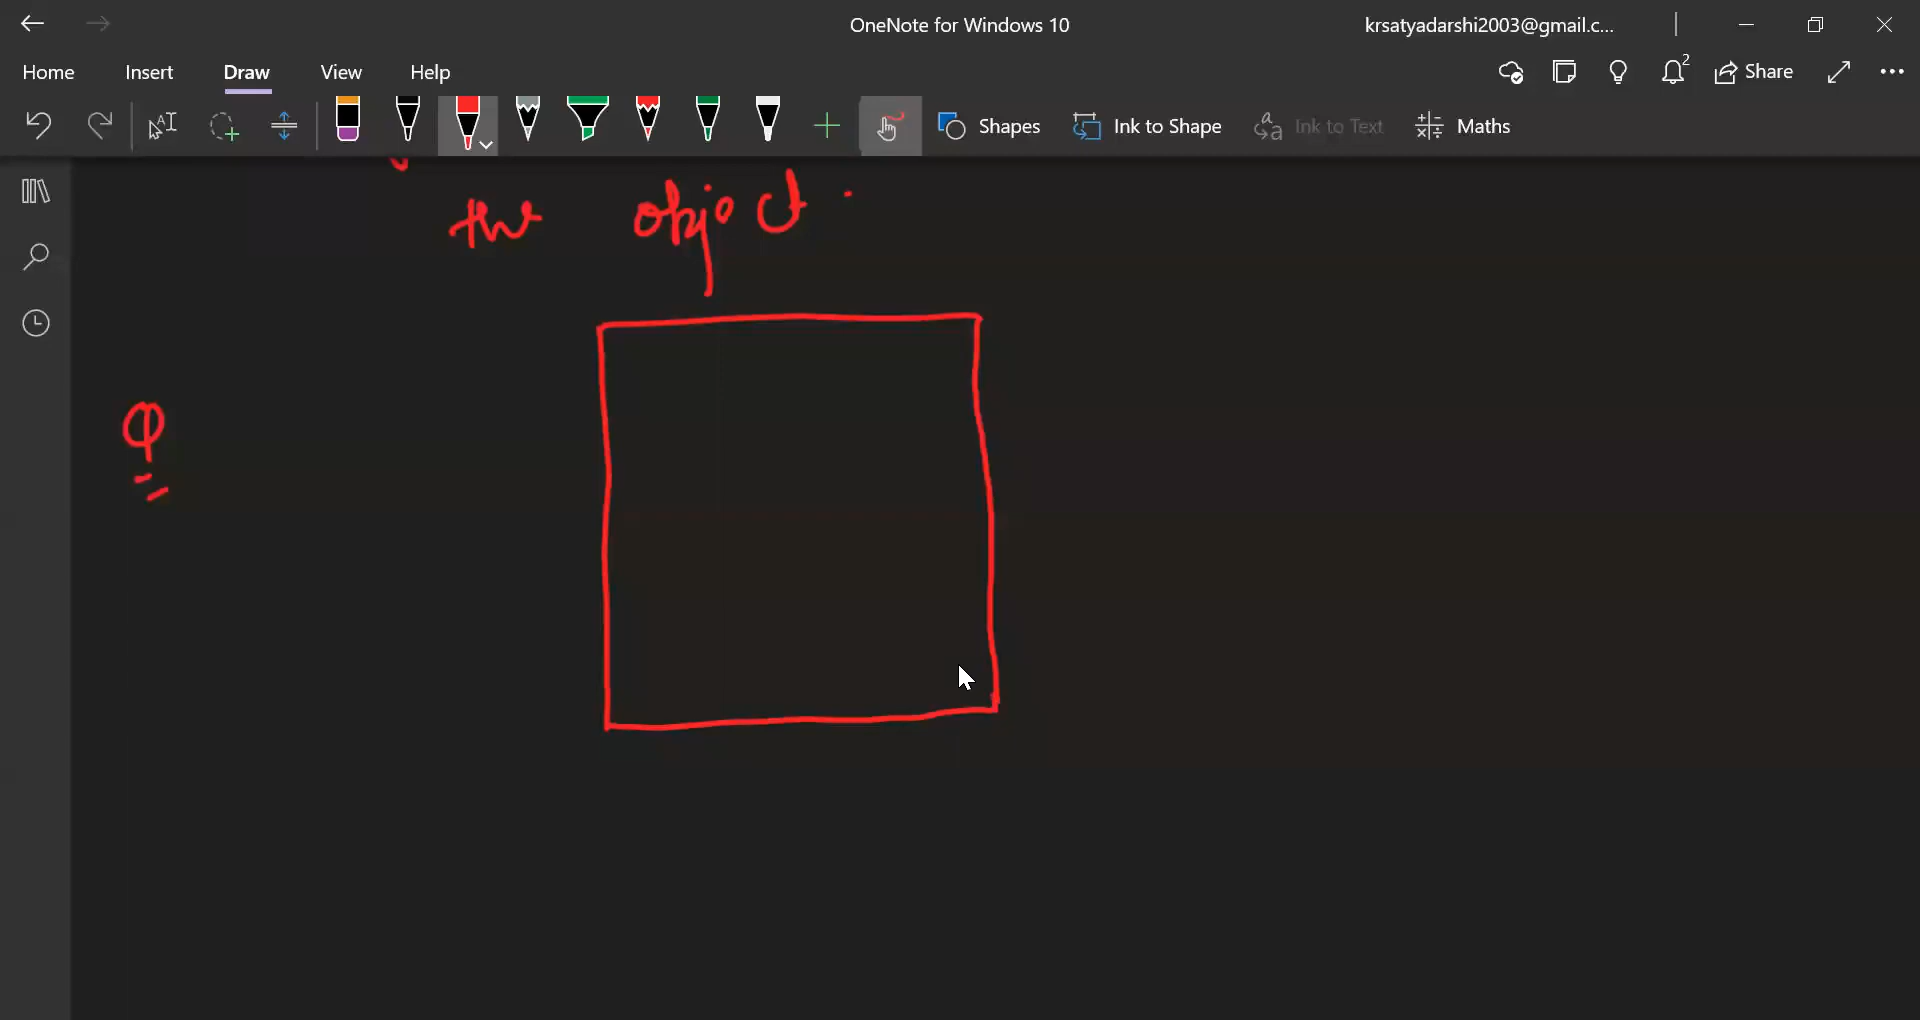 OneNote for Windows 10
krsatyadarshi2003@gmail.c...
Home Insert Draw View Help
2
Share
Shapes
Ink to Shape
Ink to Text
Maths
the object.
Q